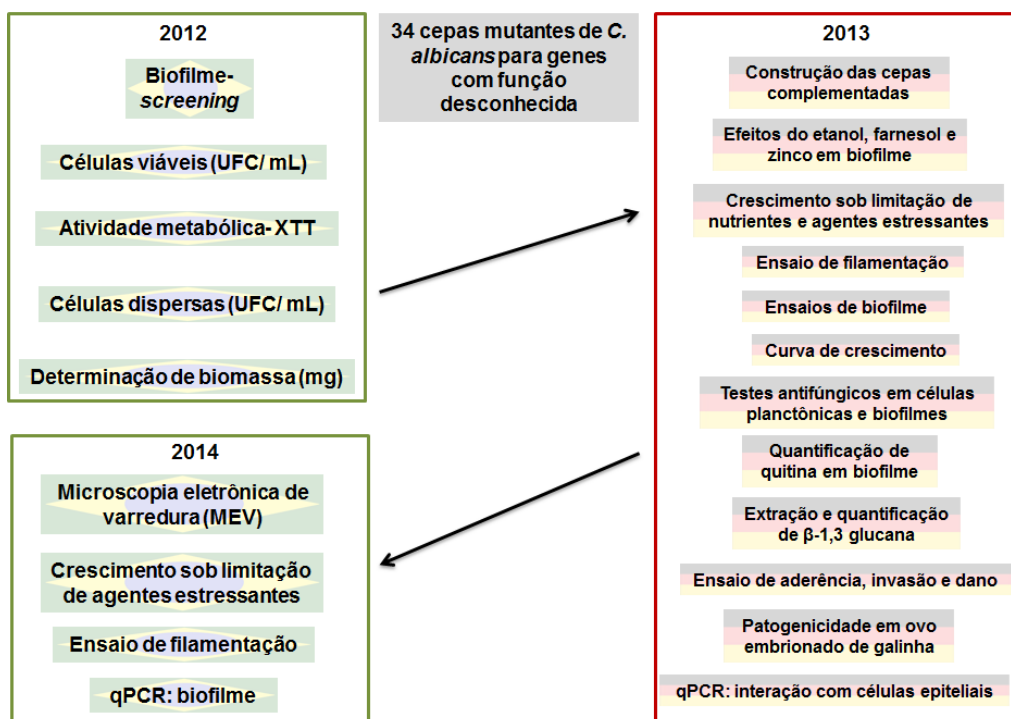 2012
Biofilme-
screening
Células viáveis (UFC/ mL)
Atividade metabólica- XTT
Células dispersas (UFC/ mL)
Determinação de biomassa (mg)
34 cepas mutantes de C.
albicans para genes
com função
desconhecida
2013
Construção das cepas
complementadas
Efeitos do etanol, farnesol e
zinco em biofilme
Crescimento sob limitação de
nutrientes e agentes estressantes
Ensaio de filamentação
Ensaios de biofilme
Curva de crescimento
Testes antifúngicos em células
planctônicas e biofilmes
Quantificação de
quitina em biofilme
Extração e quantificação
de β-1,3 glucana
Ensaio de aderência, invasão e dano
Patogenicidade em ovo
embrionado de galinha
qPCR: interação com células epiteliais
2014
Microscopia eletrônica de
varredura (MEV)
Crescimento sob limitação
de agentes estressantes
Ensaio de filamentação
qPCR: biofilme